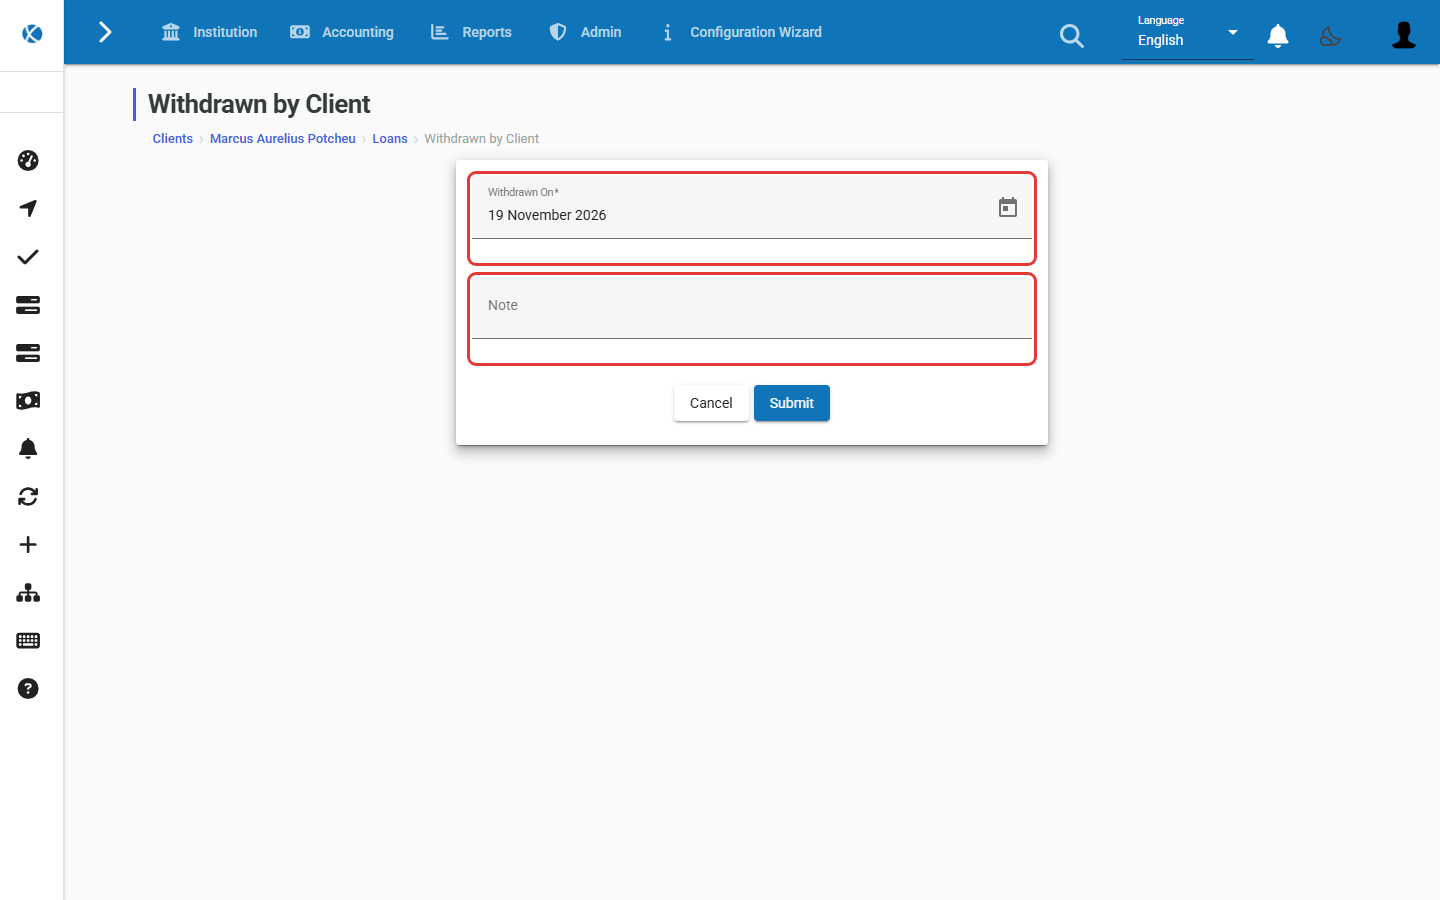 Institution
Accounting
Reports
Admin
Configuration Wizard
Language
English
Withdrawn by Client
Clients › Marcus Aurelius Potcheu › Loans › Withdrawn by Client
Withdrawn On*
19 November 2026
Note
Cancel
Submit